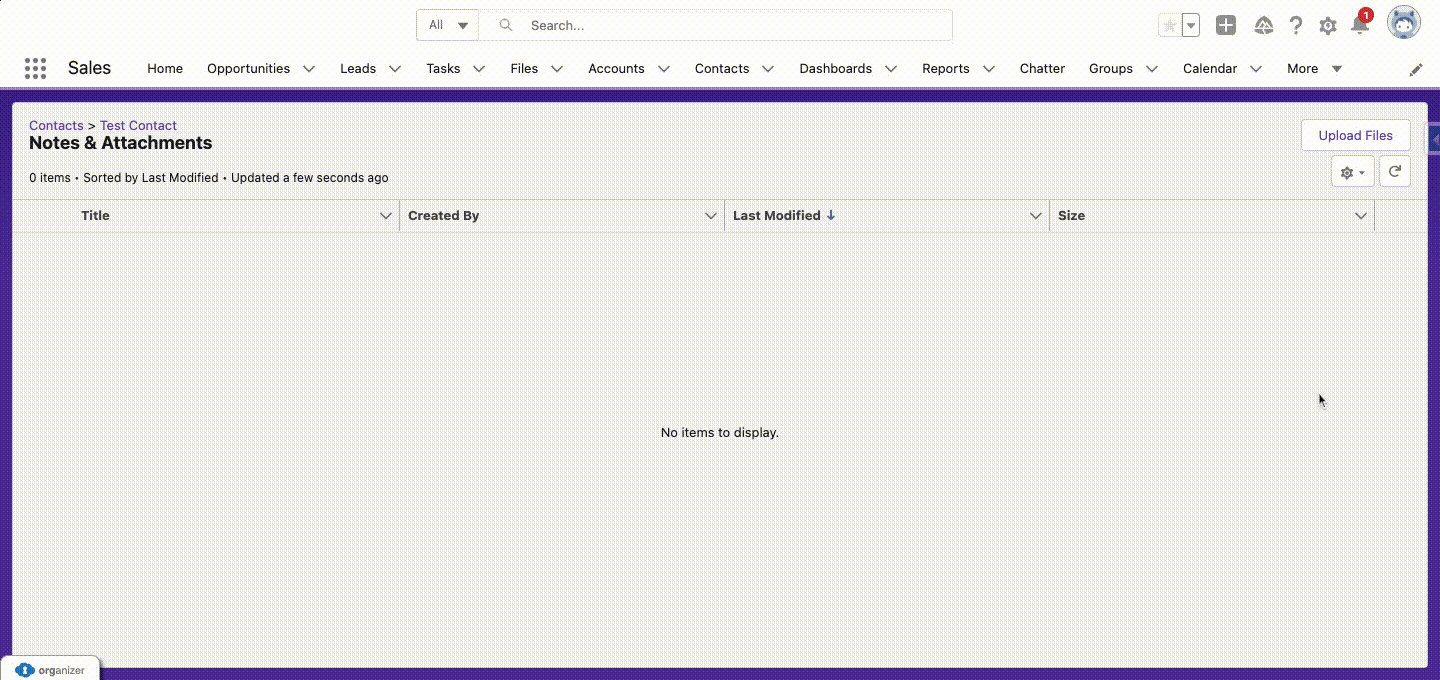 All
Search...
1
Sales
Home
Opportunities
Leads
Tasks
Files
Accounts
Contacts
Dashboards
Reports
Chatter
Groups
Calendar
More
Contacts > Test Contact
Notes & Attachments
Upload Files
0 items • Sorted by Last Modified • Updated a few seconds ago
Title
Created By
Last Modified
Size
No items to display.
organizer